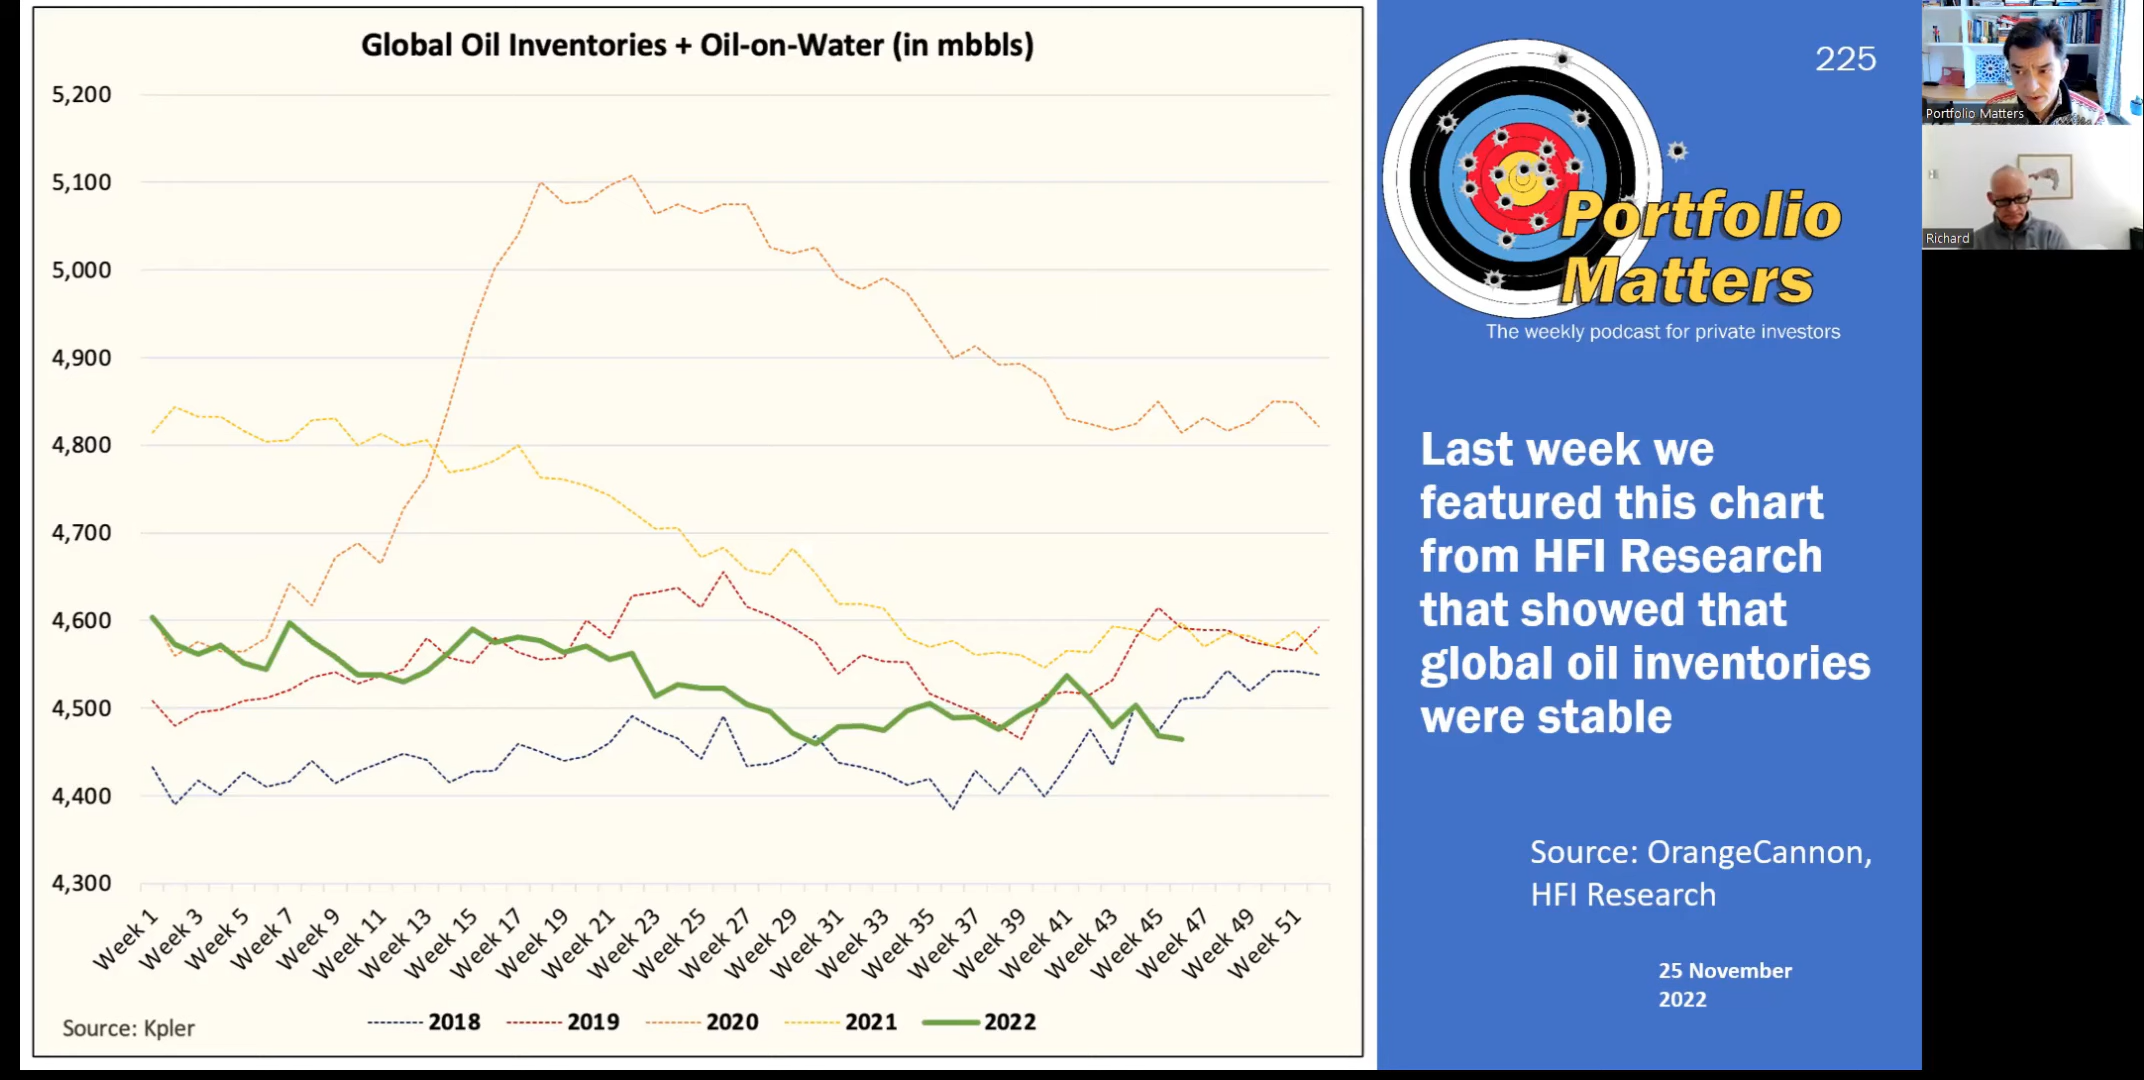 Global Oil Inventories + Oil-on-Water (in mbbls)
5,200
5,100
5,000
4,900
4,800
4,700
4,600
4,500
4,400
4,300
Week 1
Week 3
Week 5
Week 7
Week 9
Week 11
Week 13
Week 15
Week 17
Week 19
Week 21
Week 23
Week 25
Week 27
Week 29
Week 31
Week 33
Week 35
Week 37
Week 39
Week 41
Week 43
Week 45
Week 47
Week 49
Week 51
Source: Kpler
2018
2019
2020
2021
2022
225
Portfolio
Matters
The weekly podcast for private investors
Last week we
featured this chart
from HFI Research
that showed that
global oil inventories
were stable
Source: OrangeCannon,
HFI Research
25 November
2022
Portfolio Matters
Richard